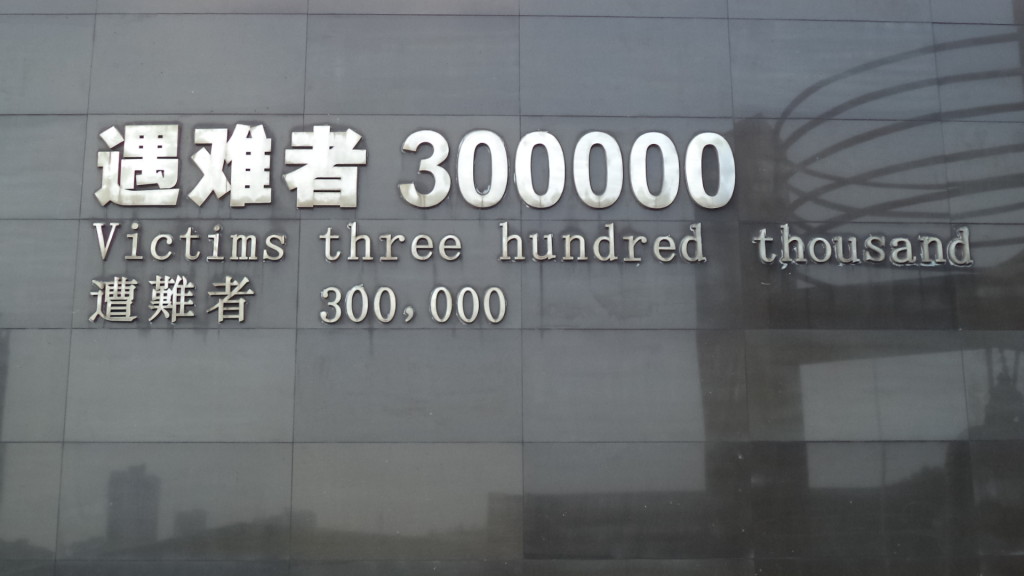 遇难者 300000
Victims three hundred thousand
遭難者 300,000